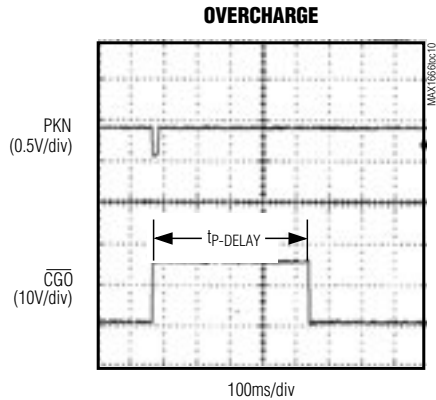 OVERCHARGE
MAX1666toc10
PKN
(0.5V/div)
tP-DELAY
CGO
(10V/div)
100ms/div